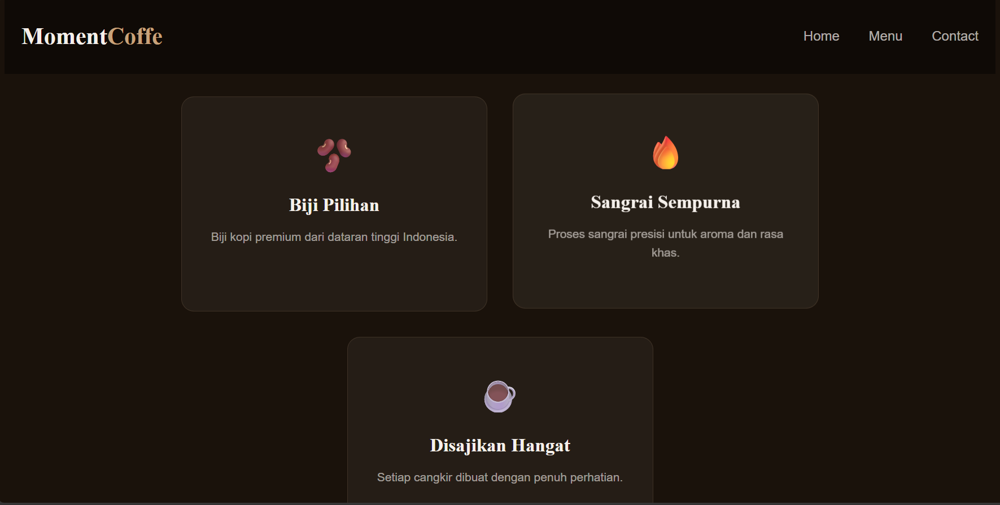 MomentCoffe
Home Menu Contact
Biji Pilihan
Biji kopi premium dari dataran tinggi Indonesia.
Sangrai Sempurna
Proses sangrai presisi untuk aroma dan rasa
khas.
Disajikan Hangat
Setiap cangkir dibuat dengan penuh perhatian.